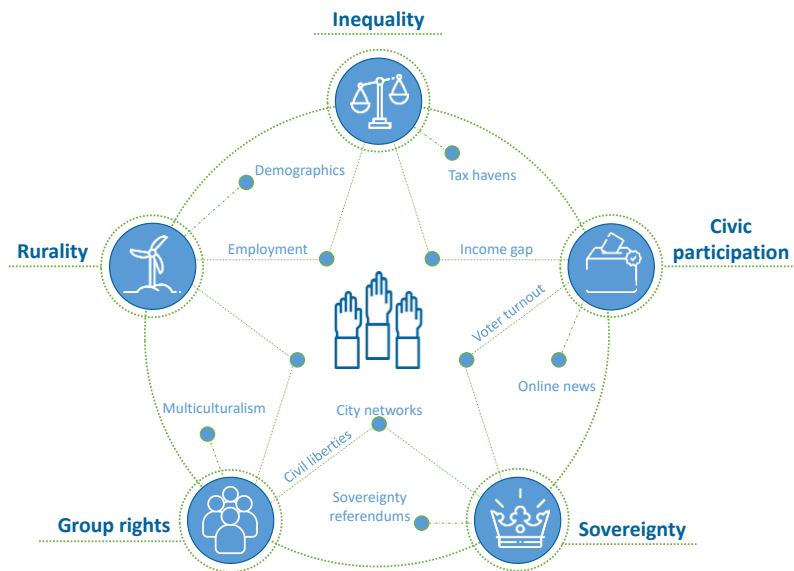 Inequality
Demographics
Tax havens
Rurality
Employment
Income gap
Civic
participation
Voter turnout
Online news
Multiculturalism
City networks
Civil liberties
Sovereignty
referendums
Group rights
Sovereignty